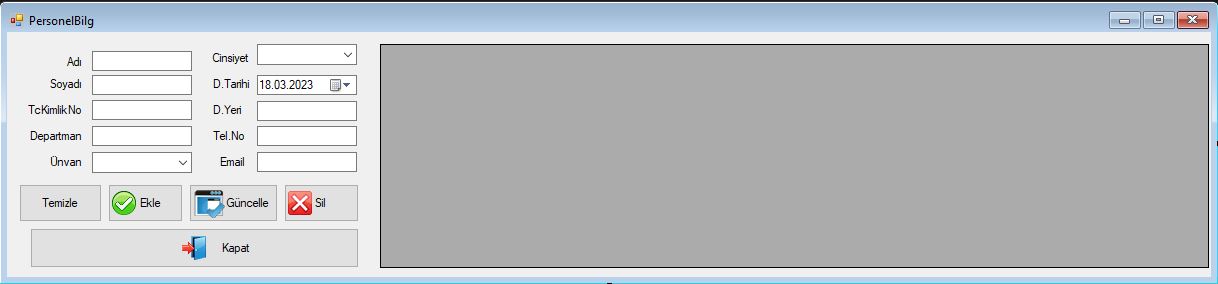 PersonelBilg
Adı
Cinsiyet
Soyadı
D.Tarihi 18.03.2023
TcKimlikNo
D.Yeri
Departman
Tel.No
Ünvan
Email
Temizle Ekle Güncelle Sil
Kapat